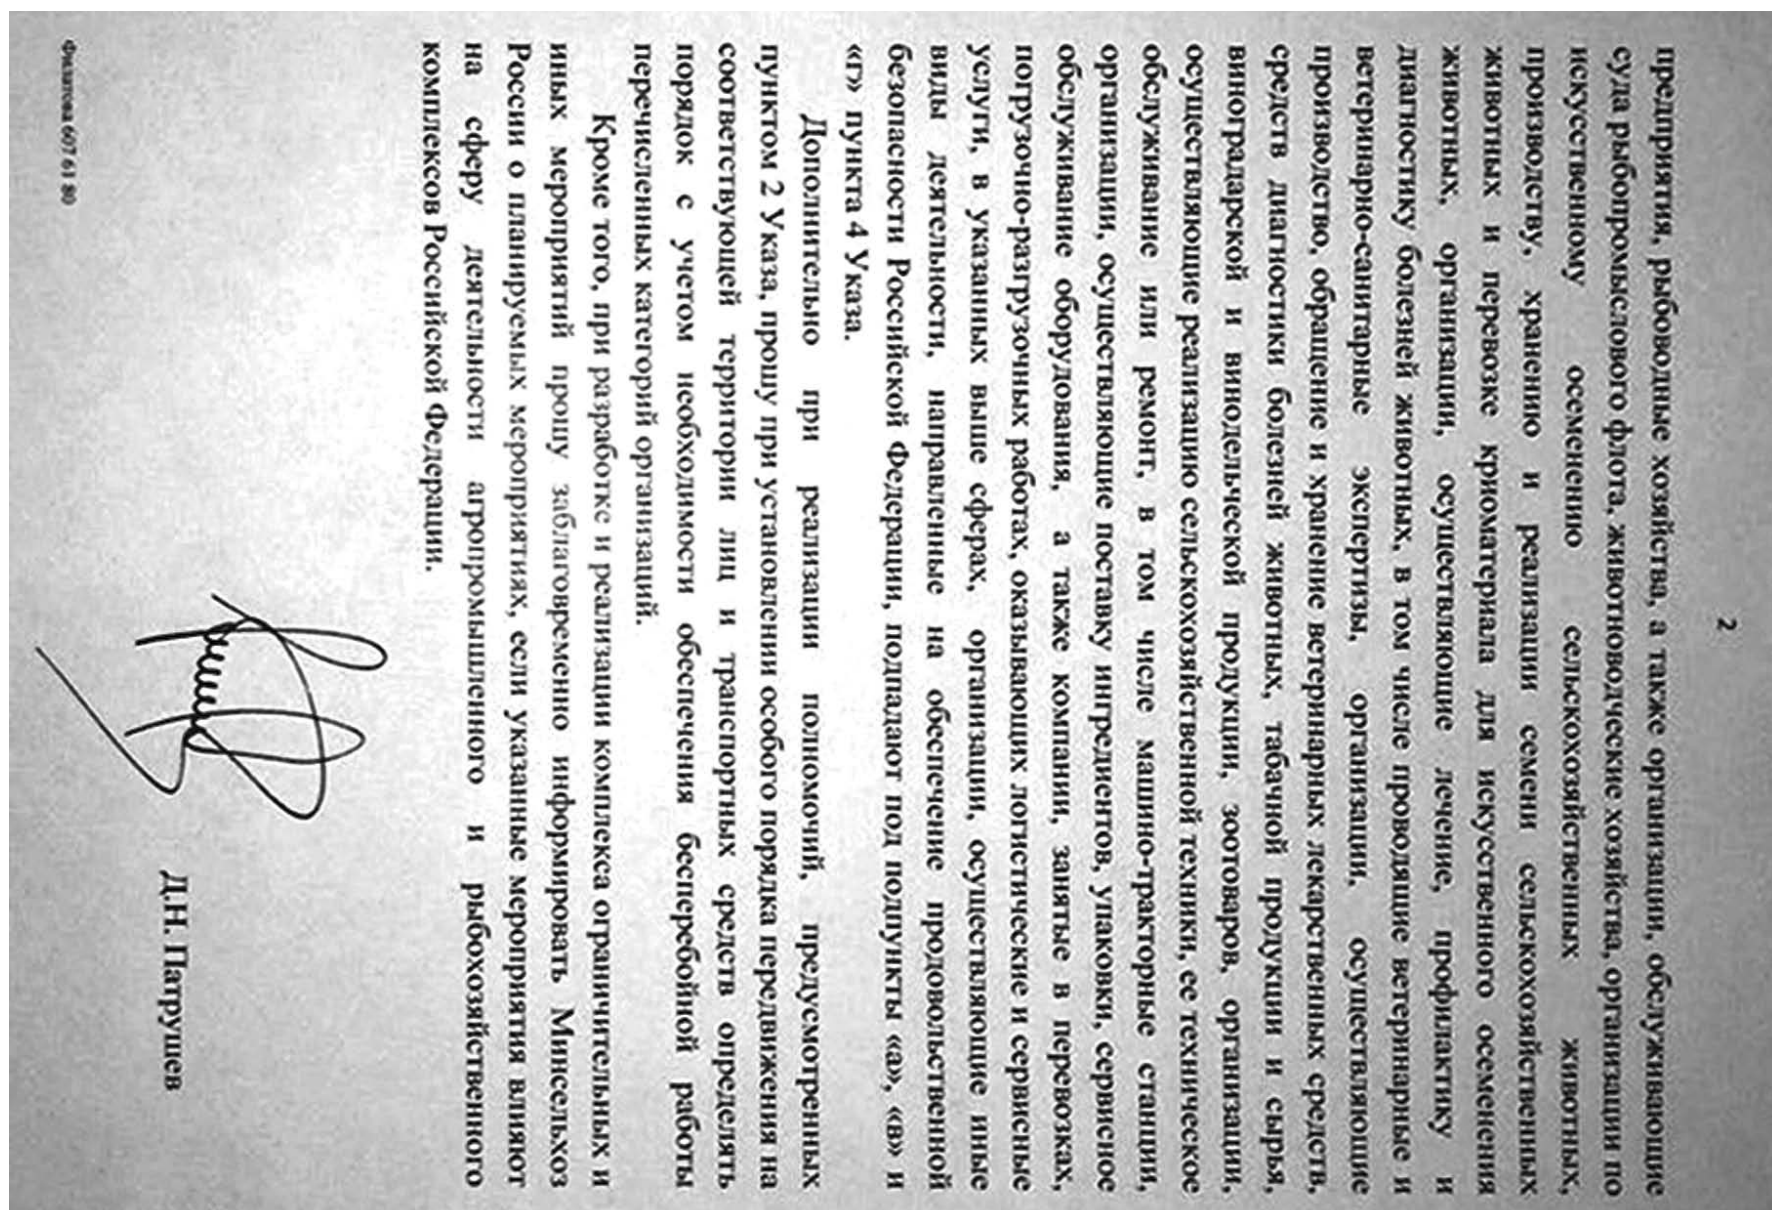 2
предприятия, рыбоводные хозяйства, а также организации, обслуживающие
суда рыбопромыслового флота, животноводческие хозяйства, организации по
искусственному осеменению сельскохозяйственных животных,
производству, хранению и реализации семени сельскохозяйственных
животных и перевозке криоматериала для искусственного осеменения
животных, организации, осуществляющие лечение, профилактику и
диагностику болезней животных, в том числе проводящие ветеринарные и
ветеринарно-санитарные экспертизы, организации, осуществляющие
производство, обращение и хранение ветеринарных лекарственных средств,
средств диагностики болезней животных, табачной продукции и сырья,
виноградарской и винодельческой продукции, зоотоваров, организации,
осуществляющие реализацию сельскохозяйственной техники, ее техническое
обслуживание или ремонт, в том числе машино-тракторные станции,
организации, осуществляющие поставку ингредиентов, упаковки, сервисное
обслуживание оборудования, а также компании, занятые в перевозках,
погрузочно-разгрузочных работах, оказывающих логистические и сервисные
услуги, в указанных выше сферах, организации, осуществляющие иные
виды деятельности, направленные на обеспечение продовольственной
безопасности Российской Федерации, подпадают под подпункты «а», «в» и
«г» пункта 4 Указа.
Дополнительно при реализации полномочий, предусмотренных
пунктом 2 Указа, прошу при установлении особого порядка передвижения на
соответствующей территории лиц и транспортных средств определять
порядок с учетом необходимости обеспечения бесперебойной работы
перечисленных категорий организаций.
Кроме того, при разработке и реализации комплекса ограничительных и
иных мероприятий прошу заблаговременно информировать Минсельхоз
России о планируемых мероприятиях, если указанные мероприятия влияют
на сферу деятельности агропромышленного и рыбохозяйственного
комплексов Российской Федерации.
Д.Н. Патрушев
Филатова 607 61 80